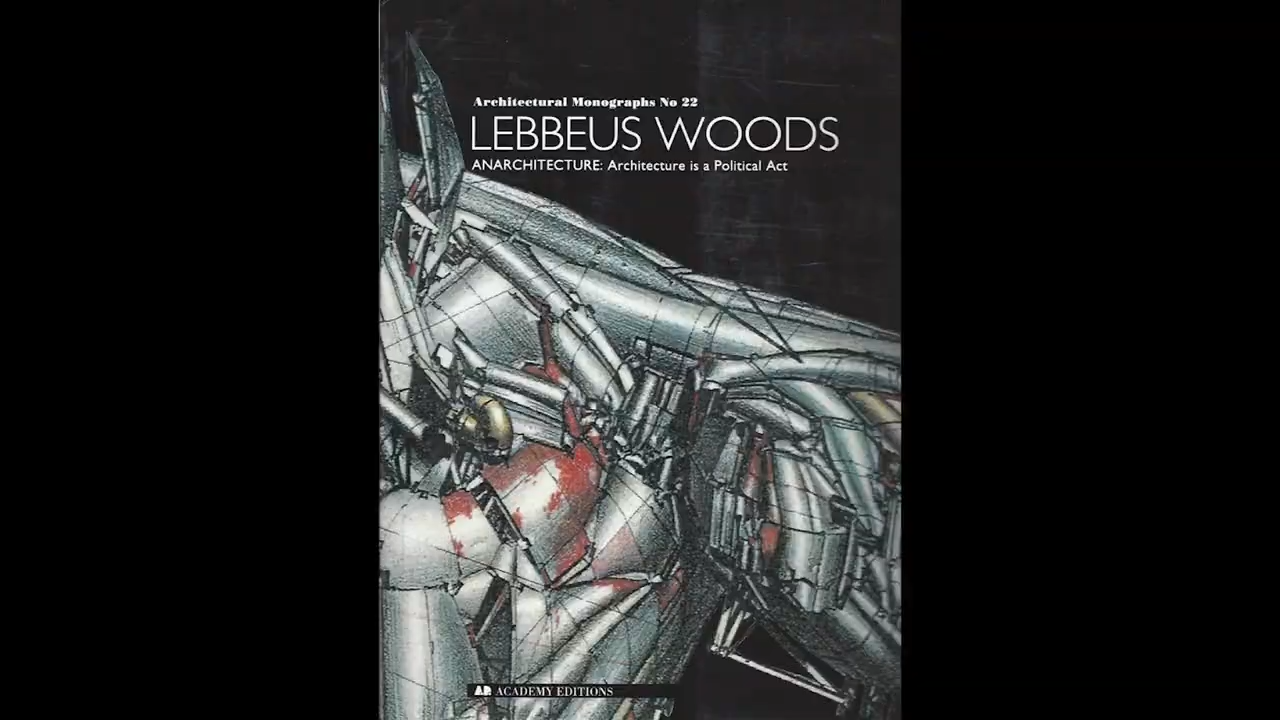 Architectural Monographs No 22
LEBBEUS WOODS
ANARCHITECTURE: Architecture is a Political Act
AD ACADEMY EDITIONS